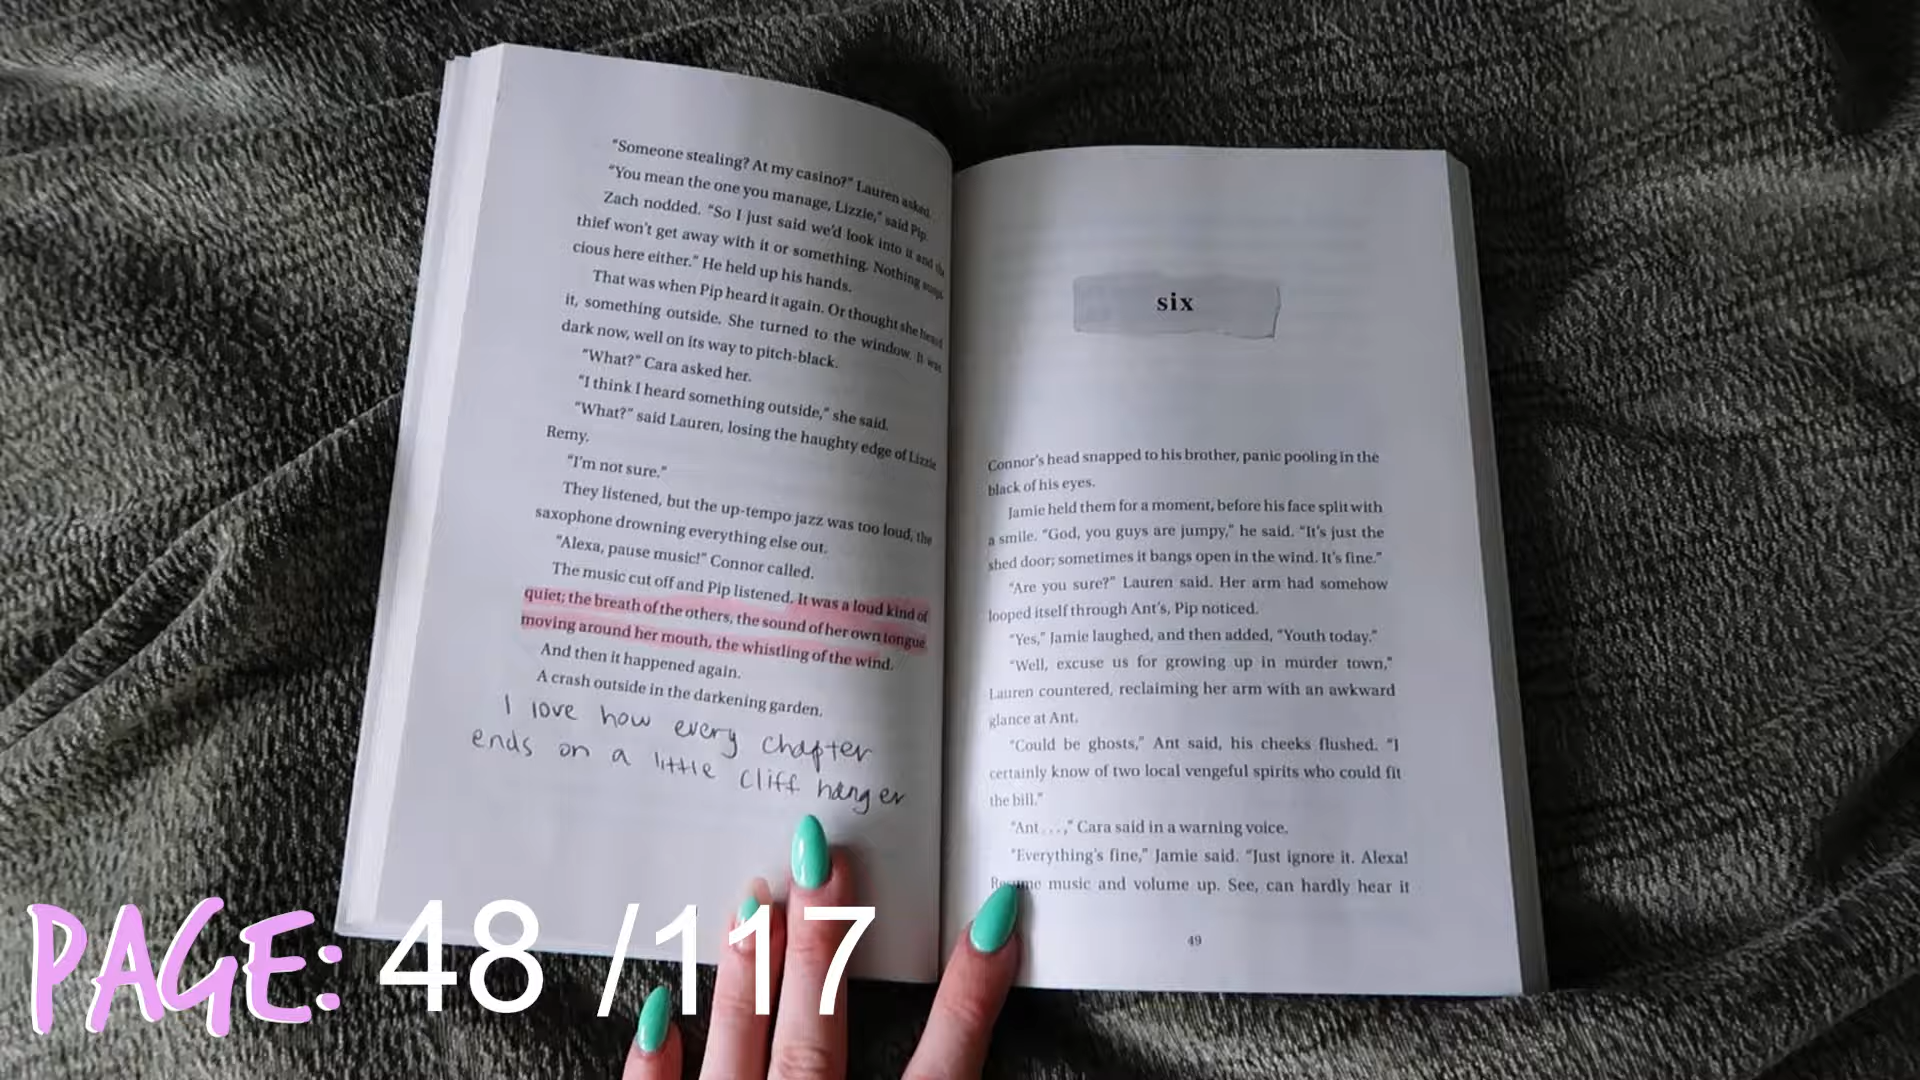 “Someone stealing? At my casino?” Lauren asked.
“You mean the one you manage, Lizzie,” said Pip.
Zach nodded. “So I just said we’d look into it and the
thief won’t get away with it or something. Nothing suspi-
cious here either.” He held up his hands.
That was when Pip heard it again. Or thought she heard
it, something outside. She turned to the window. It was
dark now, well on its way to pitch-black.
“What?” Cara asked her.
“I think I heard something outside,” she said.
“What?” said Lauren, losing the haughty edge of Lizzie
Remy.
“I’m not sure.”
They listened, but the up-tempo jazz was too loud, the
saxophone drowning everything else out.
“Alexa, pause music!” Connor called.
The music cut off and Pip listened. It was a loud kind of
quiet; the breath of the others, the sound of her own tongue
moving around her mouth, the whistling of the wind.
And then it happened again.
A crash outside in the darkening garden.
I love how every chapter
ends on a little cliff hanger
six
Connor’s head snapped to his brother, panic pooling in the
black of his eyes.
Jamie held them for a moment, before his face split with
a smile. “God, you guys are jumpy,” he said. “It’s just the
shed door; sometimes it bangs open in the wind. It’s fine.”
“Are you sure?” Lauren said. Her arm had somehow
looped itself through Ant’s, Pip noticed.
“Yes,” Jamie laughed, and then added, “Youth today.”
“Well, excuse us for growing up in murder town,”
Lauren countered, reclaiming her arm with an awkward
glance at Ant.
“Could be ghosts,” Ant said, his cheeks flushed. “I
certainly know of two local vengeful spirits who could fit
the bill.”
“Ant . . . ,” Cara said in a warning voice.
“Everything’s fine,” Jamie said. “Just ignore it. Alexa!
Resume music and volume up. See, can hardly hear it
49
PAGE: 48 /117